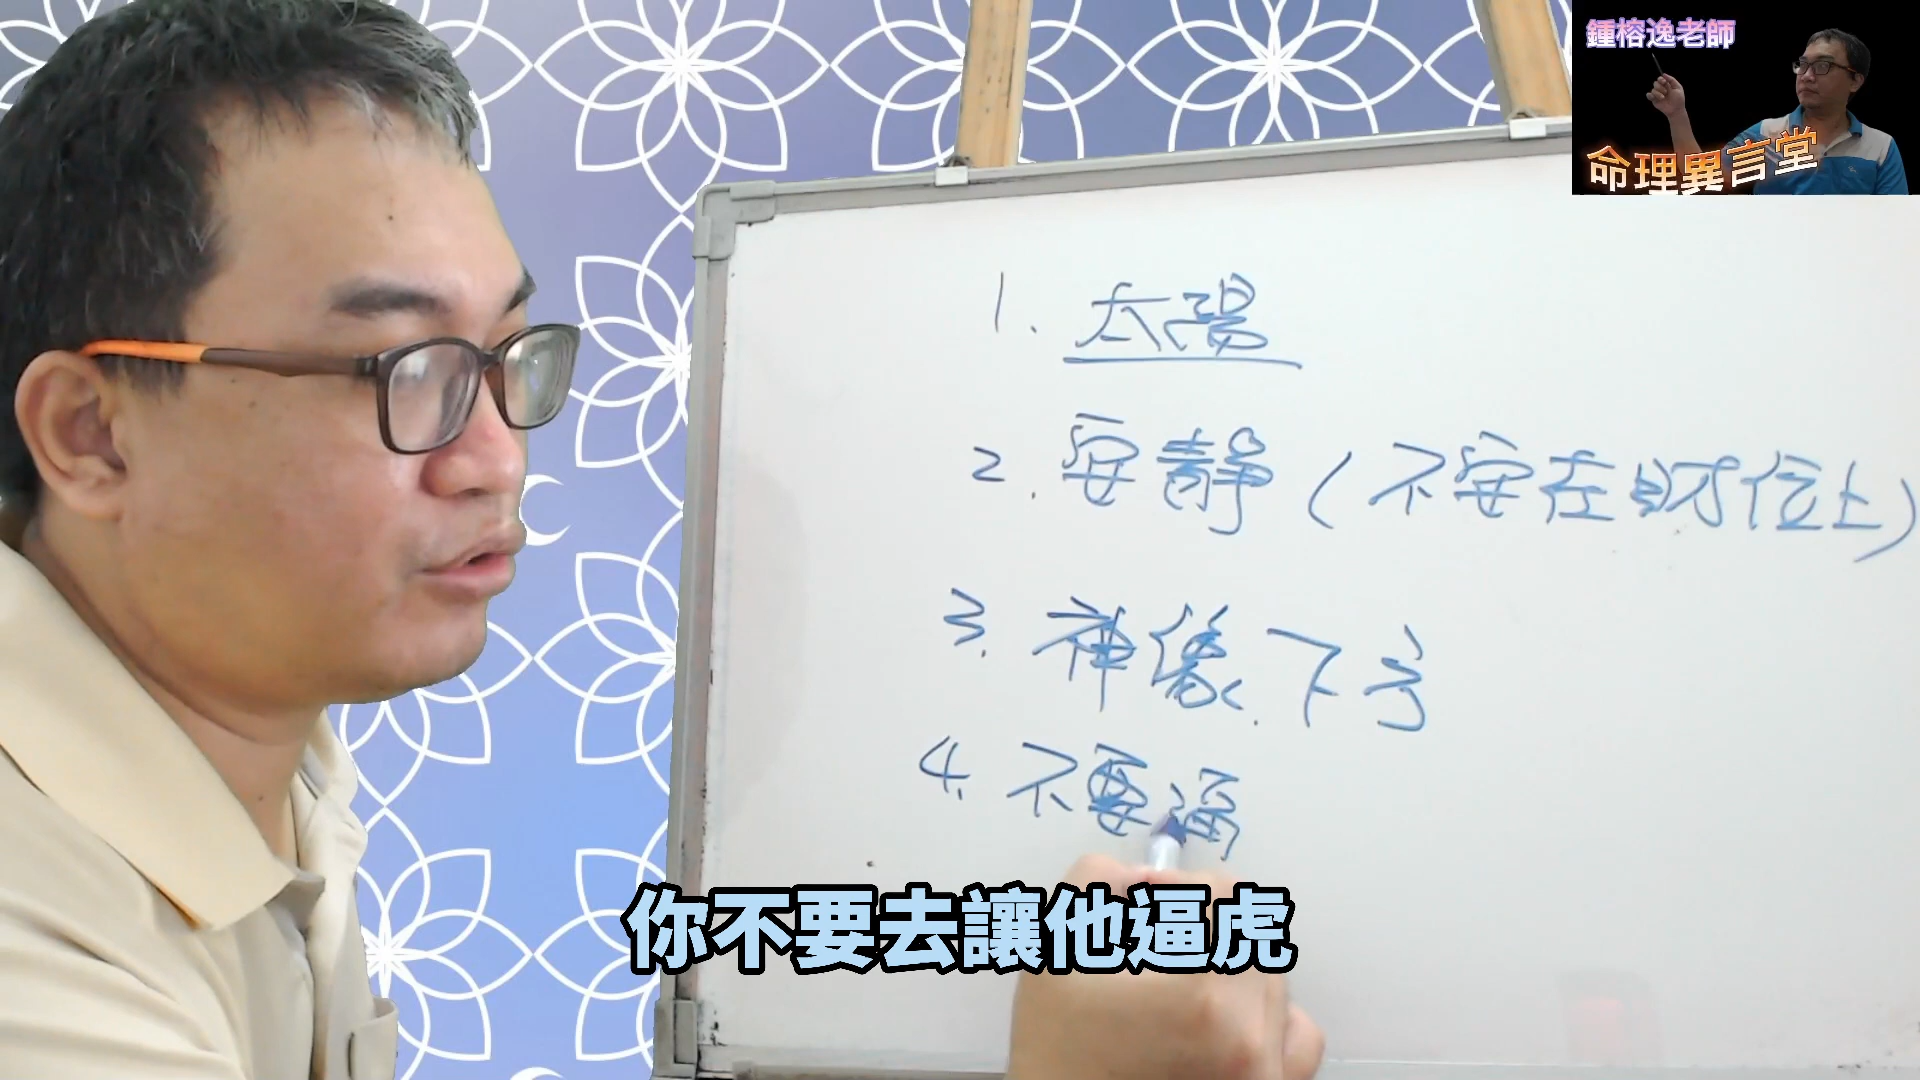 鍾榕逸老師
命理異言堂
1. 太陽
2. 安靜(不安在財位上)
3. 神像下方
4. 不要逼
你不要去讓他逼虎